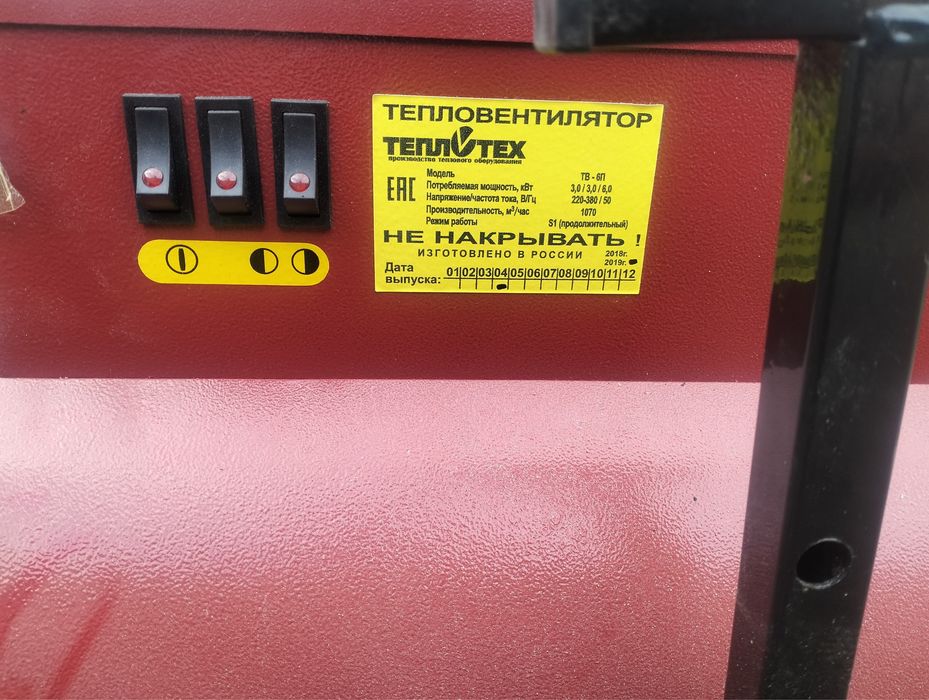 ТЕПЛОВЕНТИЛЯТОР
ТЕПЛОТЕХ
производство теплового оборудования
ЕАС
Модель ТВ - 6П
Потребляемая мощность, кВт 3,0 / 3,0 / 6,0
Напряжение/частота тока, В/Гц 220-380 / 50
Производительность, м³/час 1070
Режим работы S1 (продолжительный)
НЕ НАКРЫВАТЬ !
ИЗГОТОВЛЕНО В РОССИИ 2018г.
2019г.
Дата выпуска: 01 02 03 04 05 06 07 08 09 10 11 12